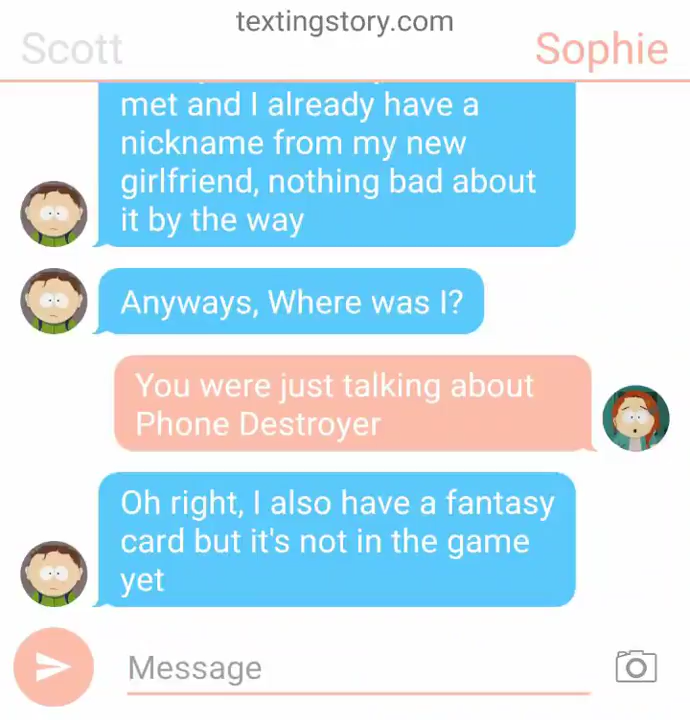 textingstory.com
Scott
Sophie
met and I already have a
nickname from my new
girlfriend, nothing bad about
it by the way
Anyways, Where was I?
You were just talking about
Phone Destroyer
Oh right, I also have a fantasy
card but it's not in the game
yet
Message